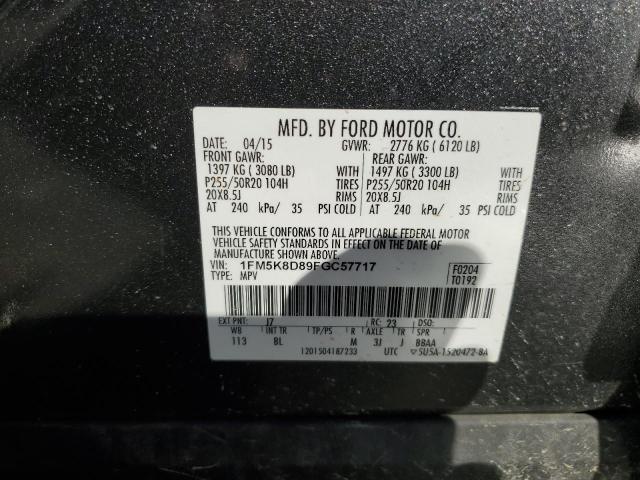 MFD. BY FORD MOTOR CO.
DATE: 04/15 GVWR: 2776 KG ( 6120 LB)
FRONT GAWR: REAR GAWR:
1397 KG ( 3080 LB) WITH 1497 KG ( 3300 LB) WITH
P255/50R20 104H TIRES P255/50R20 104H TIRES
20X8.5J RIMS 20X8.5J RIMS
AT 240 kPa/ 35 PSI COLD AT 240 kPa/ 35 PSI COLD
THIS VEHICLE CONFORMS TO ALL APPLICABLE FEDERAL MOTOR
VEHICLE SAFETY STANDARDS IN EFFECT ON THE DATE OF
MANUFACTURE SHOWN ABOVE.
VIN: 1FM5K8D89FGC57717 F0204
TYPE: MPV T0192
EXT PNT: J7 RC: 23 DSO:
WB INT TR TP/PS R AXLE TR SPR
113 BL M 3J J BBAA
1201504187233 UTC ▽5U5A-1520472-BA